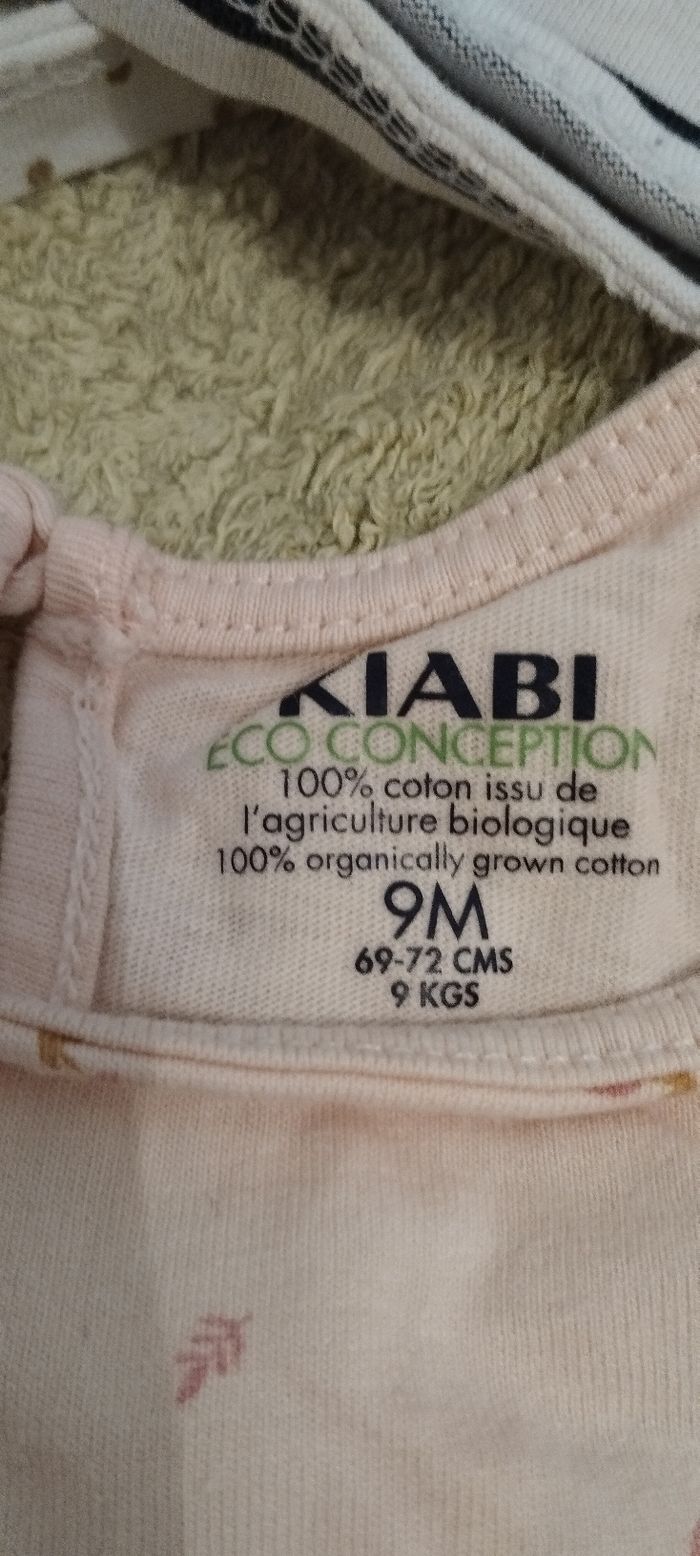 KIABI
ECO CONCEPTION
100% coton issu de
l'agriculture biologique
100% organically grown cotton
9M
69-72 CMS
9 KGS